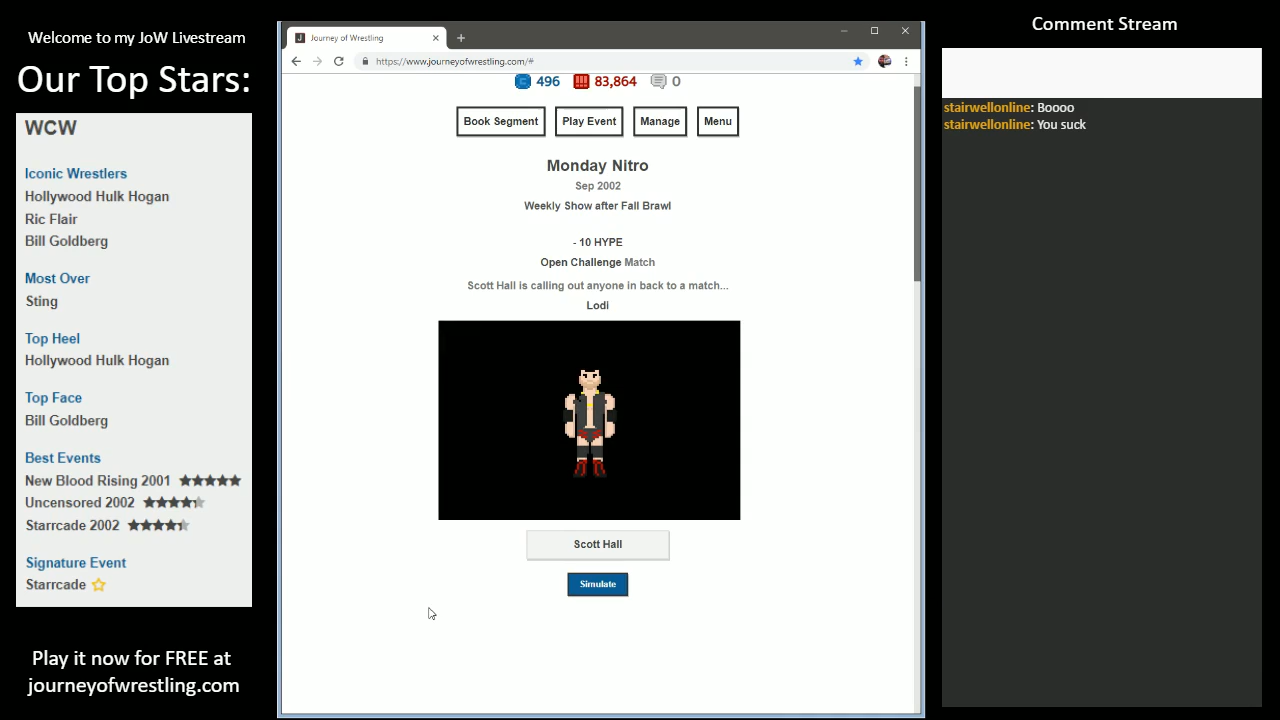 Welcome to my JoW Livestream
Our Top Stars:
WCW
Iconic Wrestlers
Hollywood Hulk Hogan
Ric Flair
Bill Goldberg
Most Over
Sting
Top Heel
Hollywood Hulk Hogan
Top Face
Bill Goldberg
Best Events
New Blood Rising 2001 ★★★★★
Uncensored 2002
Starrcade 2002
Signature Event
Starrcade ☆
Play it now for FREE at
journeyofwrestling.com
Journey of Wrestling
https://www.journeyofwrestling.com/#
496 83,864 0
Book Segment Play Event Manage Menu
Monday Nitro
Sep 2002
Weekly Show after Fall Brawl
- 10 HYPE
Open Challenge Match
Scott Hall is calling out anyone in back to a match...
Lodi
Scott Hall
Simulate
Comment Stream
stairwellonline: Boooo
stairwellonline: You suck